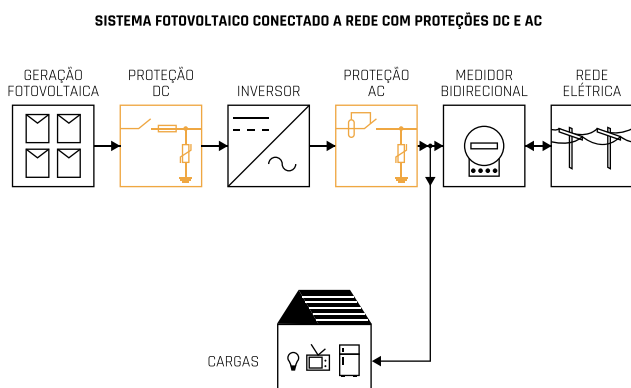 SISTEMA FOTOVOLTAICO CONECTADO A REDE COM PROTEÇÕES DC E AC
GERAÇÃO
FOTOVOLTAICA
PROTEÇÃO
DC
INVERSOR
PROTEÇÃO
AC
MEDIDOR
BIDIRECIONAL
REDE
ELÉTRICA
CARGAS